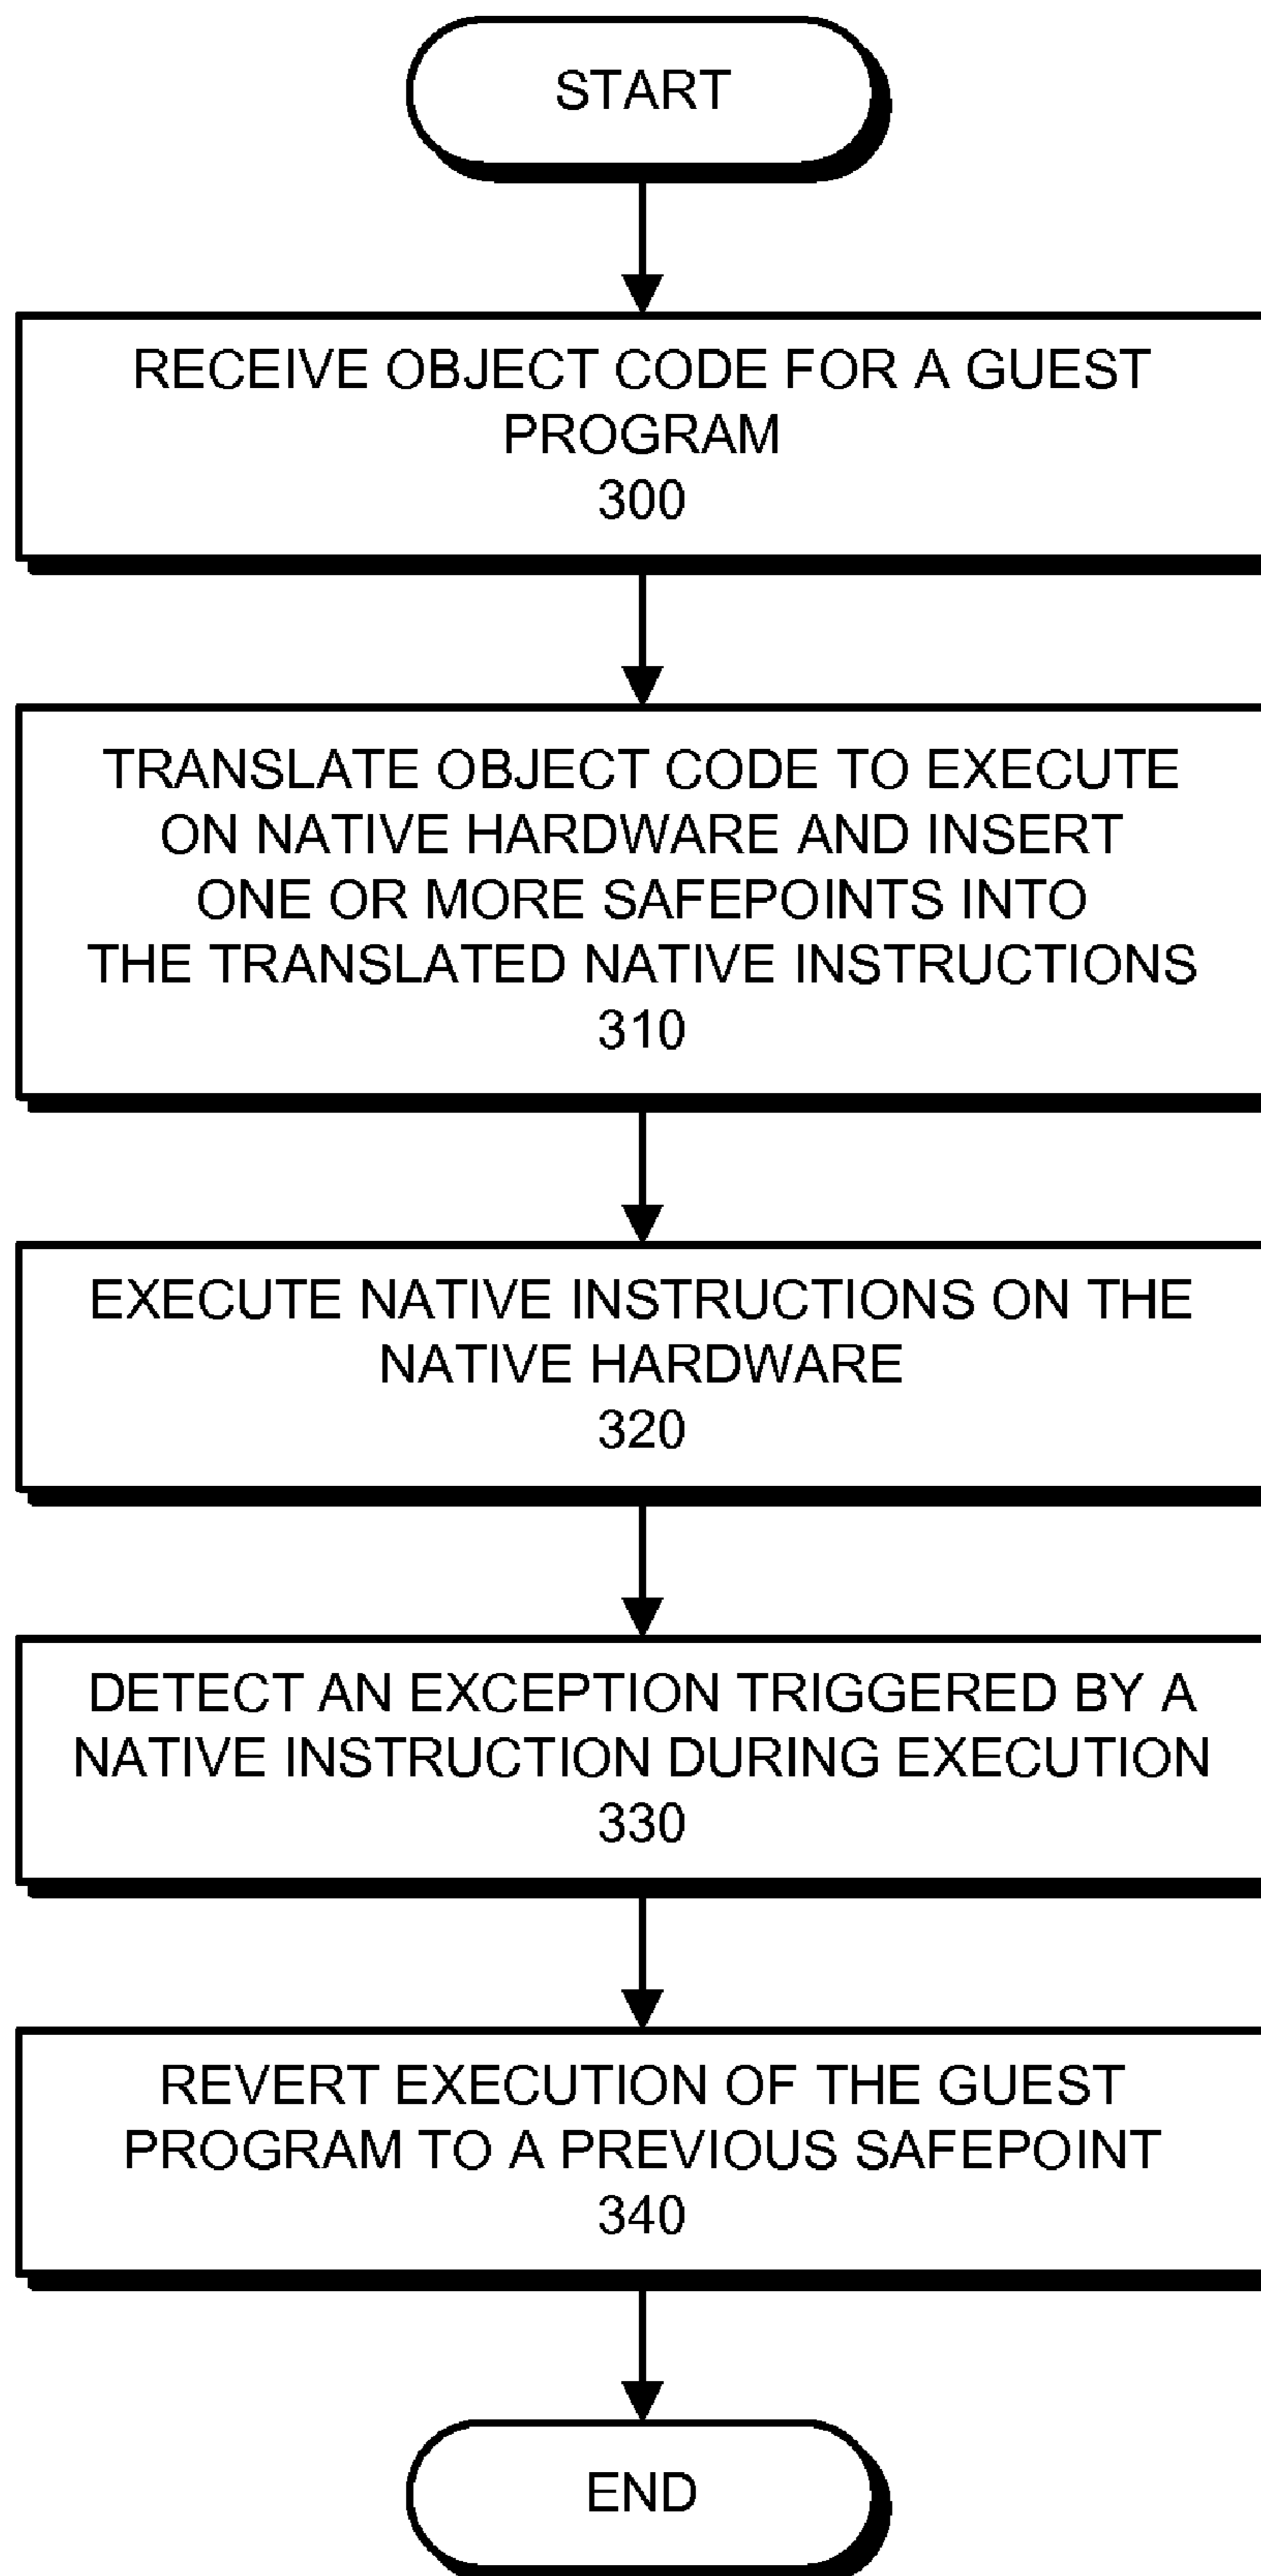 START
RECEIVE OBJECT CODE FOR A GUEST
PROGRAM
300
TRANSLATE OBJECT CODE TO EXECUTE
ON NATIVE HARDWARE AND INSERT
ONE OR MORE SAFEPOINTS INTO
THE TRANSLATED NATIVE INSTRUCTIONS
310
EXECUTE NATIVE INSTRUCTIONS ON THE
NATIVE HARDWARE
320
DETECT AN EXCEPTION TRIGGERED BY A
NATIVE INSTRUCTION DURING EXECUTION
330
REVERT EXECUTION OF THE GUEST
PROGRAM TO A PREVIOUS SAFEPOINT
340
END